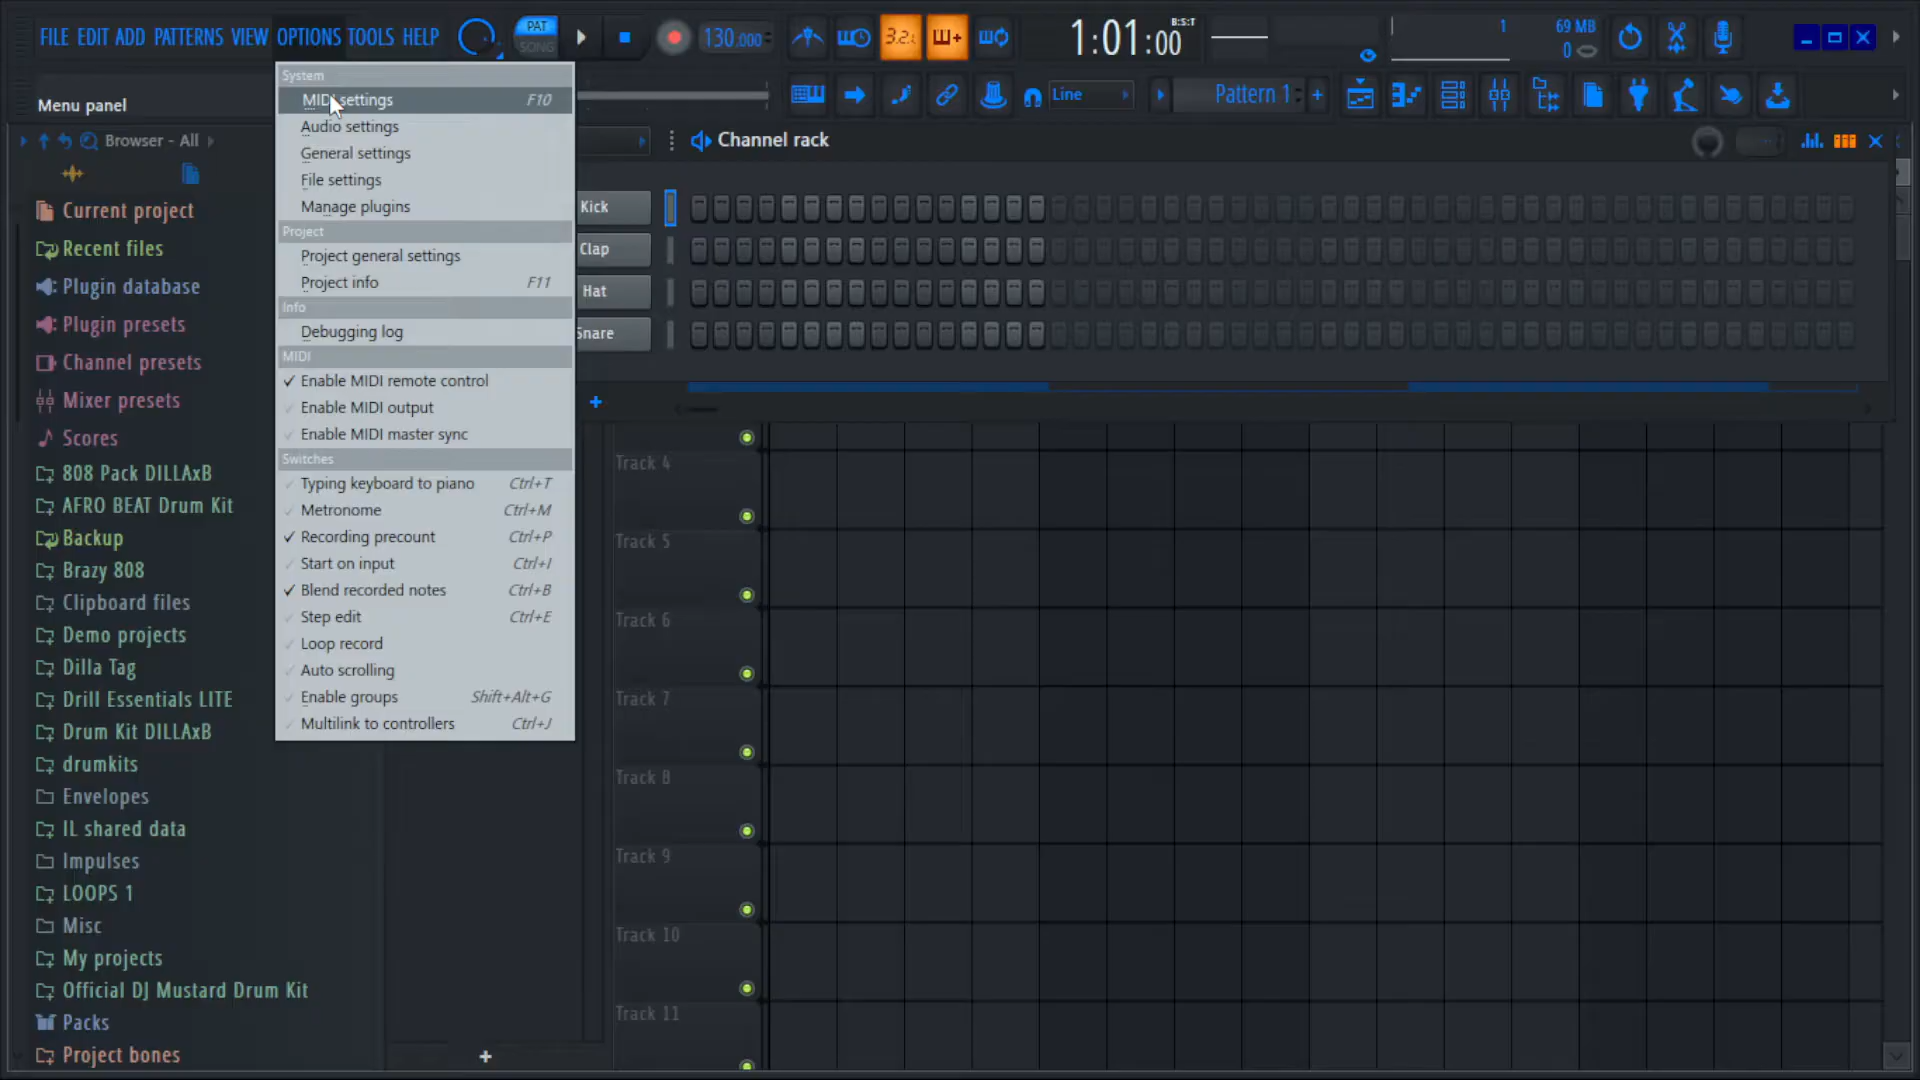 FILE EDIT ADD PATTERNS VIEW OPTIONS TOOLS HELP
PAT
SONG
130.000
3.2.
1:01:00
B:S:T
1
69 MB
0
Menu panel
Line
Pattern 1
Browser - All
Current project
Recent files
Plugin database
Plugin presets
Channel presets
Mixer presets
Scores
808 Pack DILLAxB
AFRO BEAT Drum Kit
Backup
Brazy 808
Clipboard files
Demo projects
Dilla Tag
Drill Essentials LITE
Drum Kit DILLAxB
drumkits
Envelopes
IL shared data
Impulses
LOOPS 1
Misc
My projects
Official DJ Mustard Drum Kit
Packs
Project bones
System
MIDI settings F10
Audio settings
General settings
File settings
Manage plugins
Project
Project general settings
Project info F11
Info
Debugging log
MIDI
Enable MIDI remote control
Enable MIDI output
Enable MIDI master sync
Switches
Typing keyboard to piano Ctrl+T
Metronome Ctrl+M
Recording precount Ctrl+P
Start on input Ctrl+I
Blend recorded notes Ctrl+B
Step edit Ctrl+E
Loop record
Auto scrolling
Enable groups Shift+Alt+G
Multilink to controllers Ctrl+J
Channel rack
Kick
Clap
Hat
Snare
Track 4
Track 5
Track 6
Track 7
Track 8
Track 9
Track 10
Track 11